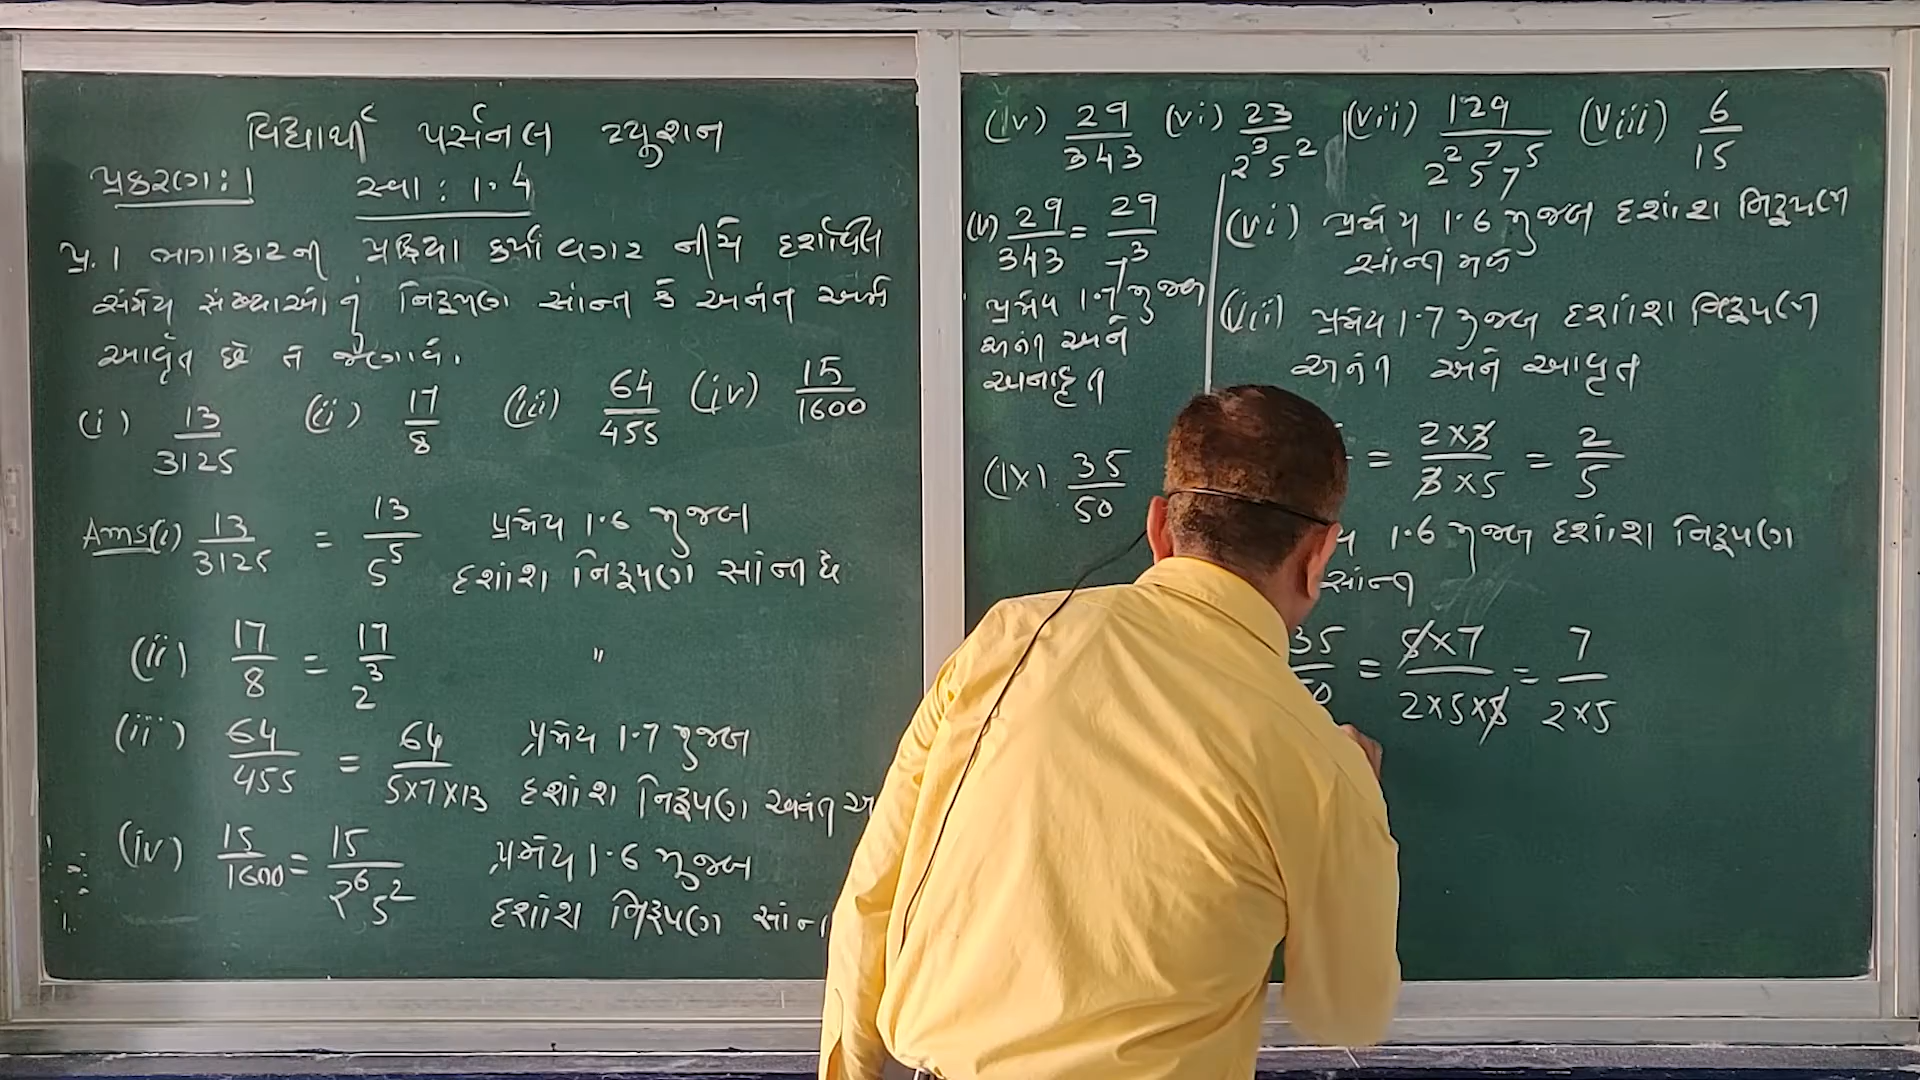 વિદ્યાર્થી પર્સનલ ટ્યુશન
પ્રકરણ : 1 સ્વા : 1.4
પ્ર. 1 ભાગાકારની પ્રક્રિયા કર્યા વગર નીચે દર્શાવેલ
સંમેય સંખ્યાઓનું નિરૂપણ સાંન્ત કે અનંત અને
આવૃત છે તે જણાવો.
(i) 13/3125 (ii) 17/8 (iii) 64/455 (iv) 15/1600
Ans(i) 13/3125 = 13/5^5 પ્રમેય 1.6 મુજબ
દશાંશ નિરૂપણ સાંન્ત છે
(ii) 17/8 = 17/2^3 "
(iii) 64/455 = 64/5×7×13 પ્રમેય 1.7 મુજબ
દશાંશ નિરૂપણ અનંત અ
(iv) 15/1600 = 15/2^6 5^2 પ્રમેય 1.6 મુજબ
દશાંશ નિરૂપણ સાંન્ત
(iv) 29/343 (vi) 23/2^3 5^2 (vii) 129/2^2 5^7 7^5 (viii) 6/15
(v) 29/343 = 29/7^3
પ્રમેય 1.7 મુજબ
અનંત અને
અનાવૃત
(ix) 35/50
(vi) પ્રમેય 1.6 મુજબ દશાંશ નિરૂપણ
સાંન્ત મળે
(vii) પ્રમેય 1.7 મુજબ દશાંશ નિરૂપણ
અનંત અને આવૃત
= 2×3/3×5 = 2/5
ય 1.6 મુજબ દશાંશ નિરૂપણ
સાંન્ત
35/50 = 5×7/2×5×5 = 7/2×5